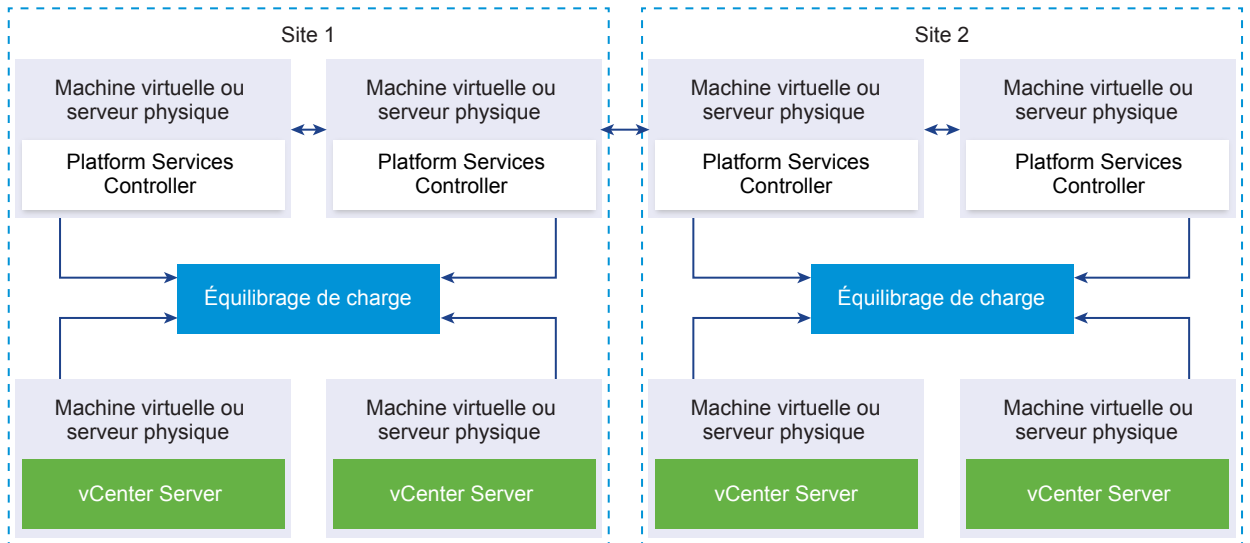 Site 1
Machine virtuelle ou
serveur physique
Platform Services
Controller
Machine virtuelle ou
serveur physique
Platform Services
Controller
Équilibrage de charge
Machine virtuelle ou
serveur physique
vCenter Server
Machine virtuelle ou
serveur physique
vCenter Server
Site 2
Machine virtuelle ou
serveur physique
Platform Services
Controller
Machine virtuelle ou
serveur physique
Platform Services
Controller
Équilibrage de charge
Machine virtuelle ou
serveur physique
vCenter Server
Machine virtuelle ou
serveur physique
vCenter Server